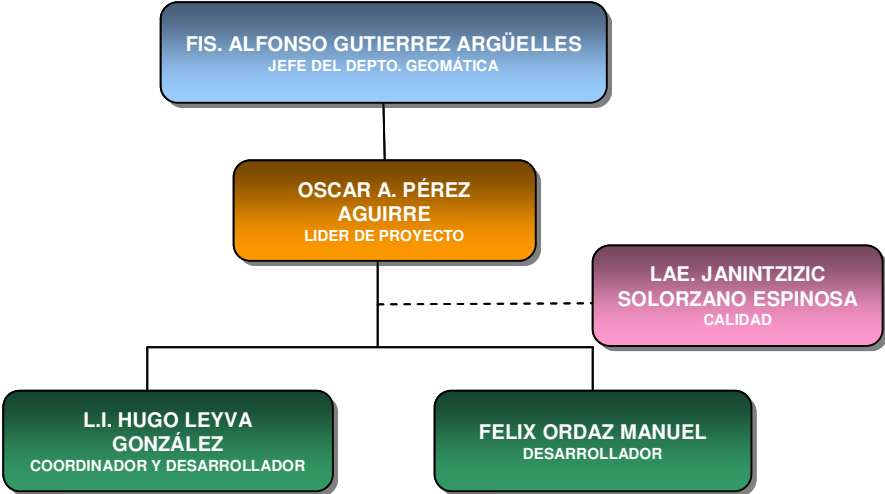 FIS. ALFONSO GUTIERREZ ARGÜELLES
JEFE DEL DEPTO. GEOMÁTICA
OSCAR A. PÉREZ
AGUIRRE
LIDER DE PROYECTO
LAE. JANINTZIZIC
SOLORZANO ESPINOSA
CALIDAD
L.I. HUGO LEYVA
GONZÁLEZ
COORDINADOR Y DESARROLLADOR
FELIX ORDAZ MANUEL
DESARROLLADOR